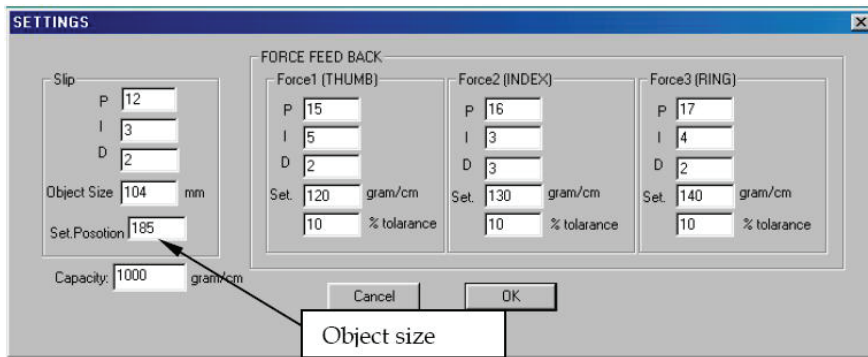 SETTINGS
Slip
P 12
I 3
D 2
Object Size 104 mm
Set.Posotion 185
Capacity: 1000 gram/cm
FORCE FEED BACK
Force1 (THUMB)
P 15
I 5
D 2
Set. 120 gram/cm
10 % tolarance
Force2 (INDEX)
P 16
I 3
D 3
Set. 130 gram/cm
10 % tolarance
Force3 (RING)
P 17
I 4
D 2
Set. 140 gram/cm
10 % tolarance
Cancel
OK
Object size